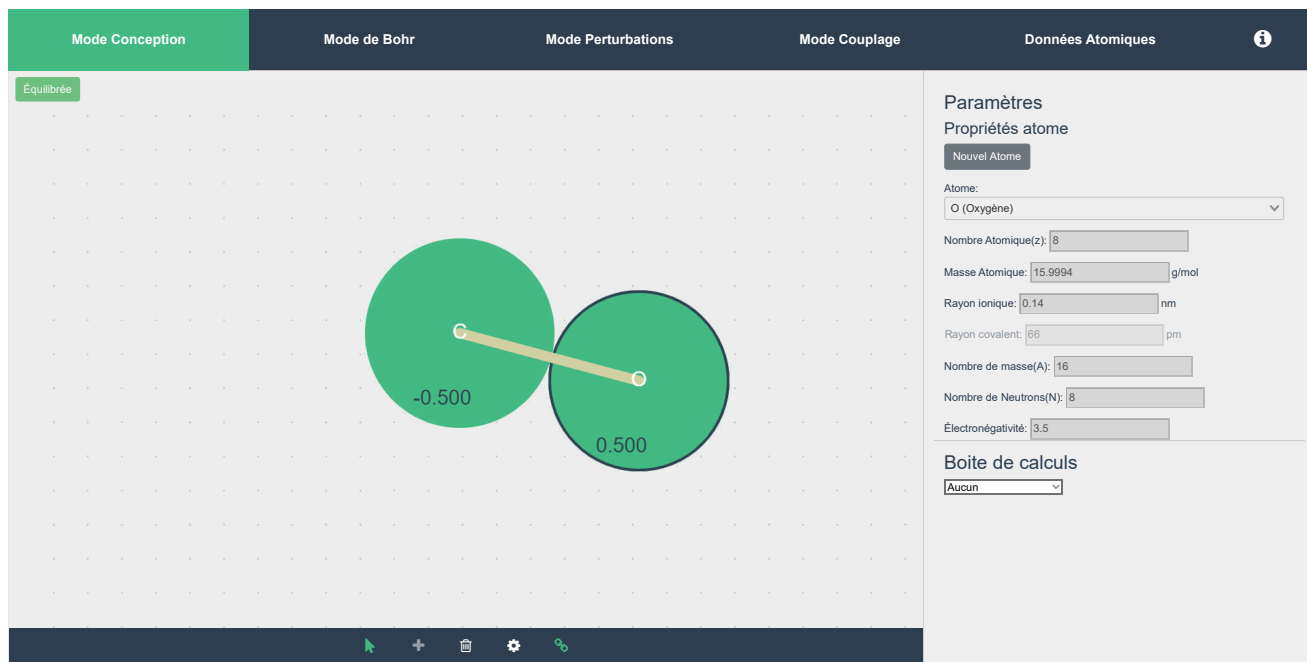 Mode Conception Mode de Bohr Mode Perturbations Mode Couplage Données Atomiques
Équilibrée
C
-0.500
O
0.500
Paramètres
Propriétés atome
Nouvel Atome
Atome:
O (Oxygène)
Nombre Atomique(z): 8
Masse Atomique: 15.9994 g/mol
Rayon ionique: 0.14 nm
Rayon covalent: 66 pm
Nombre de masse(A): 16
Nombre de Neutrons(N): 8
Électronégativité: 3.5
Boite de calculs
Aucun